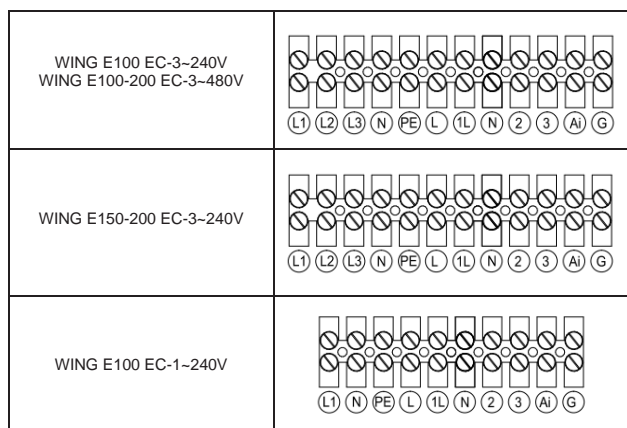 WING E100 EC-3~240V
WING E100-200 EC-3~480V
L1 L2 L3 N PE L 1L N 2 3 Ai G
WING E150-200 EC-3~240V
L1 L2 L3 N PE L 1L N 2 3 Ai G
WING E100 EC-1~240V
L1 N PE L 1L N 2 3 Ai G